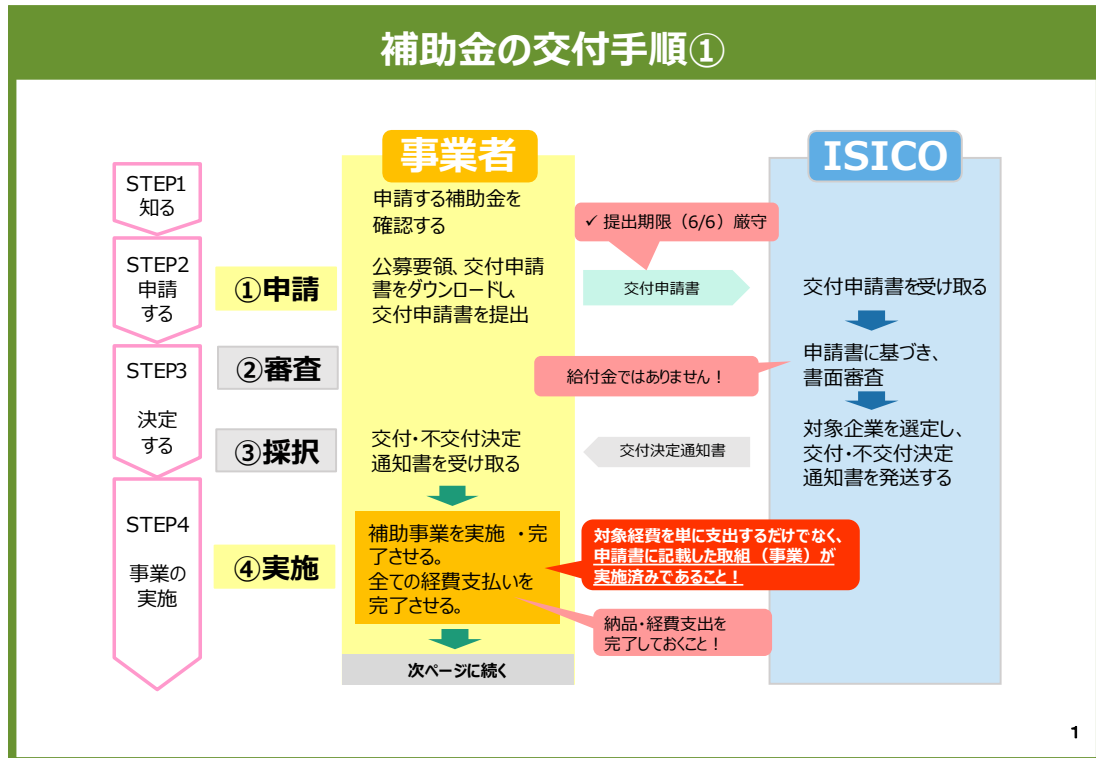 補助金の交付手順①
事業者
ISICO
STEP1
知る
申請する補助金を
確認する
✓ 提出期限（6/6）厳守
STEP2
申請
する
①申請
公募要領、交付申請
書をダウンロードし
交付申請書を提出
交付申請書
交付申請書を受け取る
STEP3
決定
する
②審査
給付金ではありません！
申請書に基づき、
書面審査
③採択
交付・不交付決定
通知書を受け取る
交付決定通知書
対象企業を選定し、
交付・不交付決定
通知書を発送する
STEP4
事業の
実施
④実施
補助事業を実施 ・完
了させる。
全ての経費支払いを
完了させる。
対象経費を単に支出するだけでなく、
申請書に記載した取組（事業）が
実施済みであること！
納品・経費支出を
完了しておくこと！
次ページに続く
1